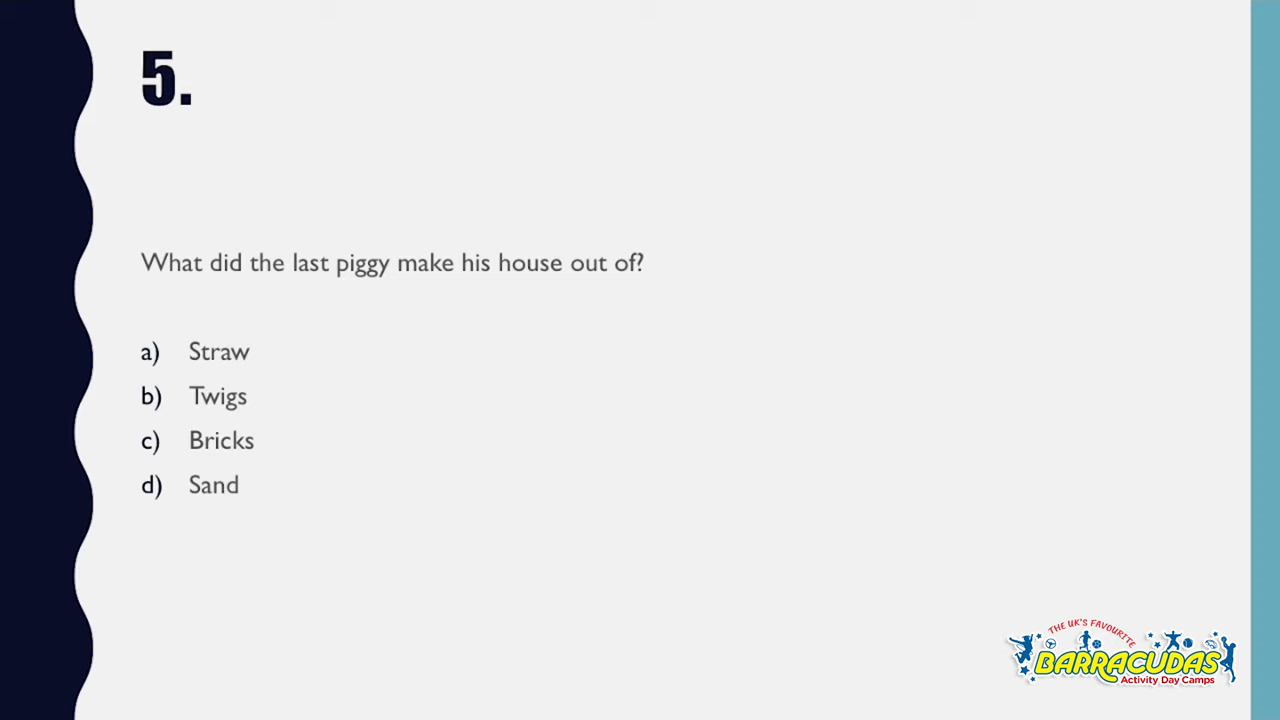 5.
What did the last piggy make his house out of?
a) Straw
b) Twigs
c) Bricks
d) Sand
THE UK'S FAVOURITE
BARRACUDAS
Activity Day Camps